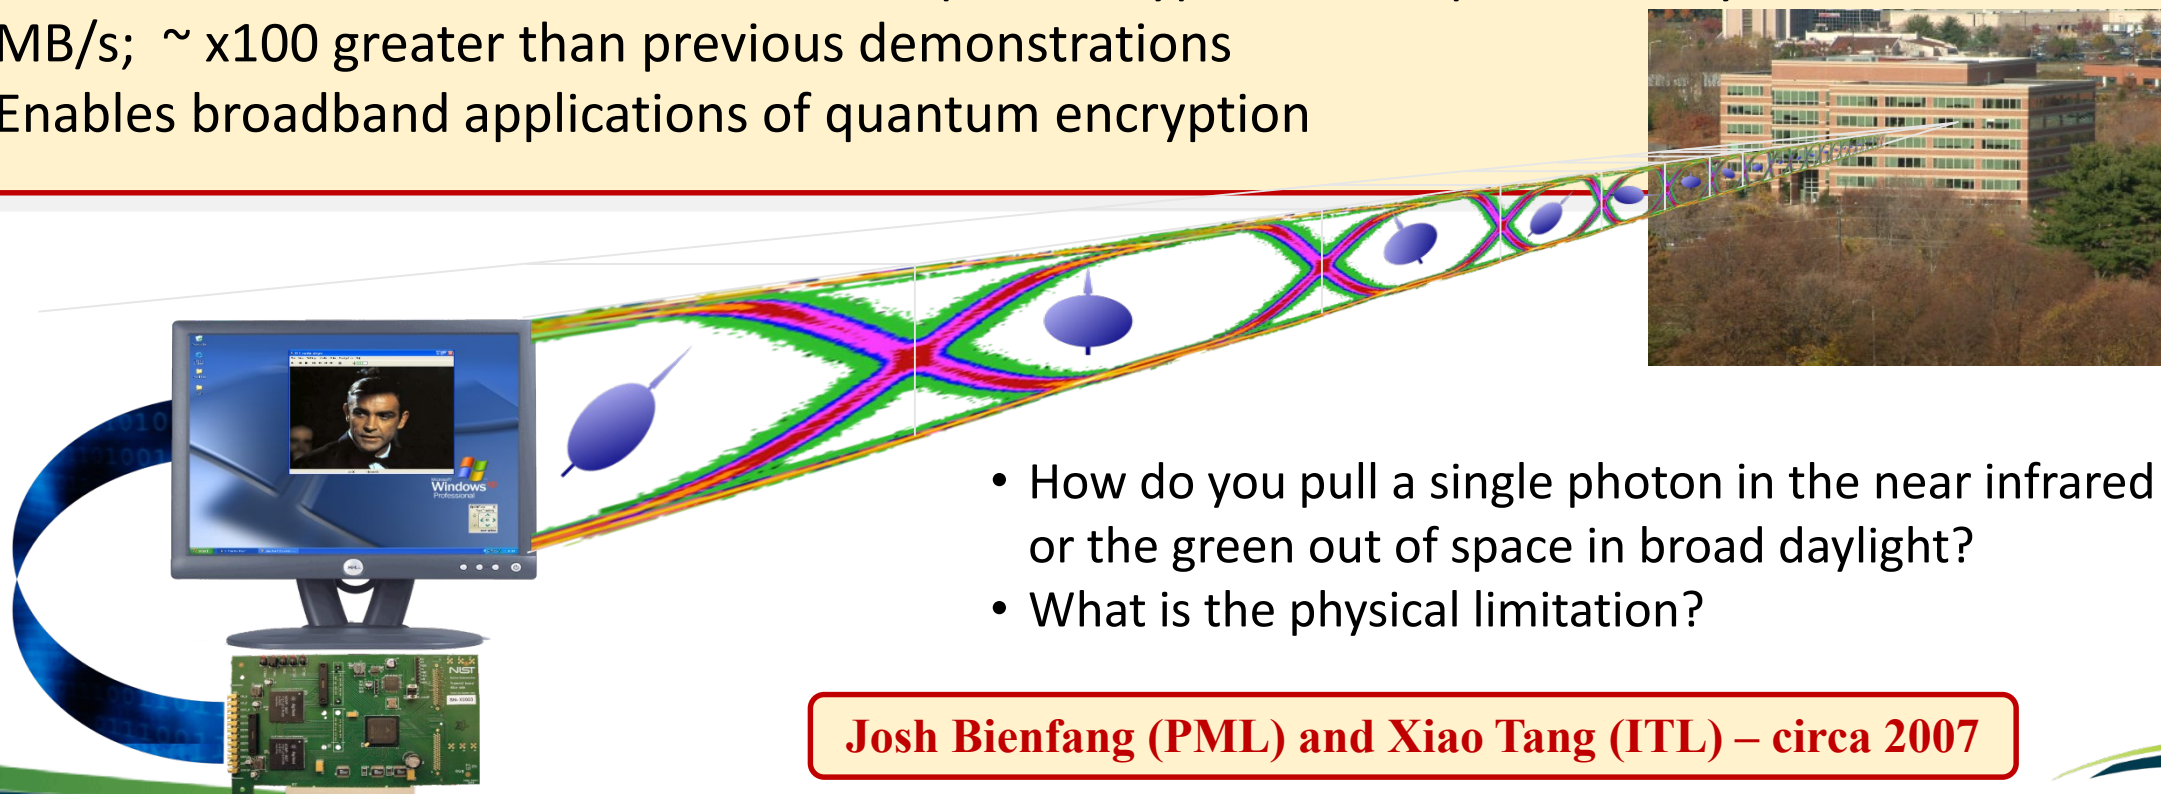 MB/s; ~ x100 greater than previous demonstrations
Enables broadband applications of quantum encryption
Windows
Professional
• How do you pull a single photon in the near infrared
or the green out of space in broad daylight?
• What is the physical limitation?
NIST
Josh Bienfang (PML) and Xiao Tang (ITL) – circa 2007